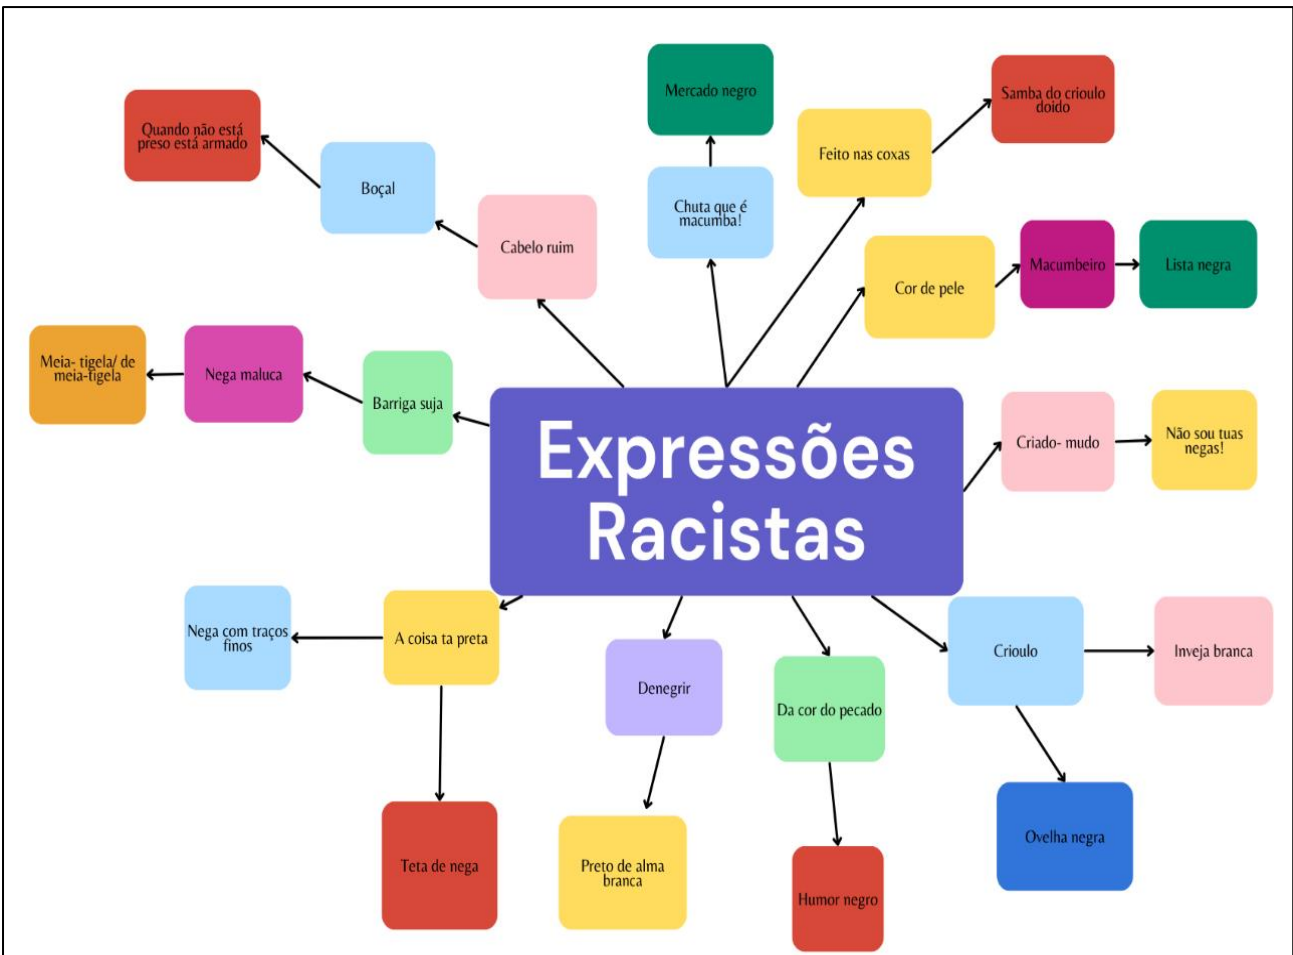 Mercado negro
Samba do crioulo
doido
Quando não está
preso está armado
Feito nas coxas
Boçal
Chuta que é
macumba!
Cabelo ruim
Cor de pele
Macumbeiro
Lista negra
Meia- tigela/ de
meia-tigela
Nega maluca
Barriga suja
Expressões
Racistas
Criado- mudo
Não sou tuas
negas!
Nega com traços
finos
A coisa ta preta
Denegrir
Da cor do pecado
Crioulo
Inveja branca
Teta de nega
Preto de alma
branca
Humor negro
Ovelha negra